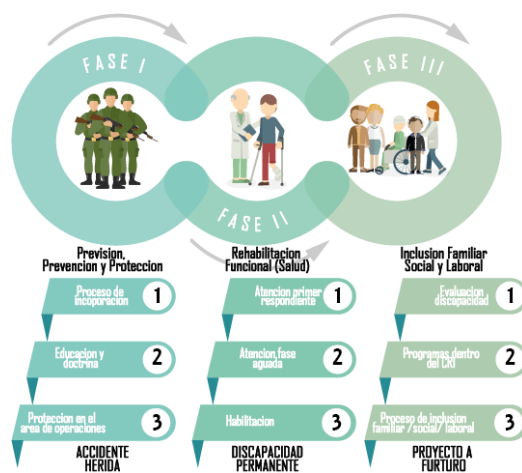 FASE I
FASE II
FASE III
Prevision,
Prevencion y Proteccion
Proceso de
incoporacion
1
Educacion y
doctrina
2
Proteccion en el
area de operaciones
3
ACCIDENTE
HERIDA
Rehabilitacion
Funcional (Salud)
Atencion primer
respondiente
1
Atencion fase
aguada
2
Habilitacion
3
DISCAPACIDAD
PERMANENTE
Inclusion Familiar
Social y Laboral
Evaluacion
discapacidad
1
Programas dentro
del CRI
2
Proceso de inclusion
familiar /social/ laboral
3
PROYECTO A
FURTURO